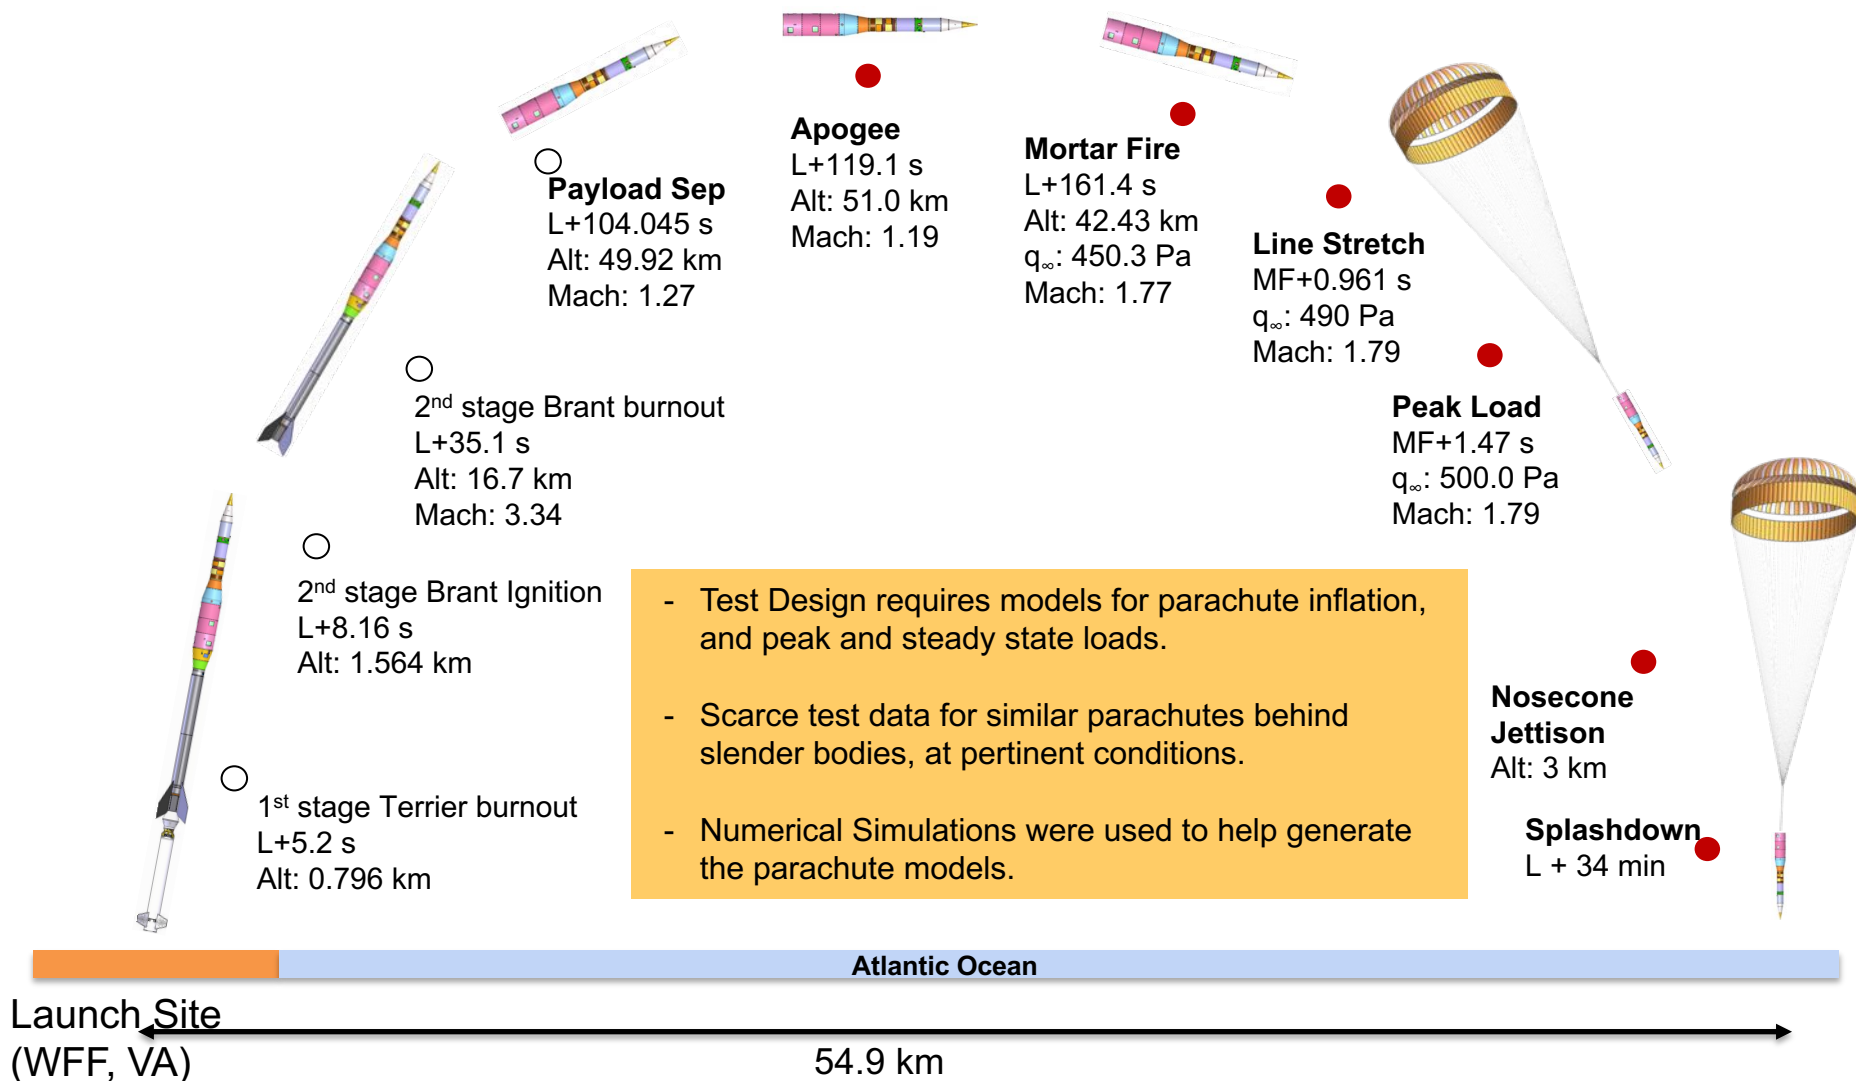 Apogee
L+119.1 s
Alt: 51.0 km
Mach: 1.19
Mortar Fire
L+161.4 s
Alt: 42.43 km
q∞: 450.3 Pa
Mach: 1.77
Payload Sep
L+104.045 s
Alt: 49.92 km
Mach: 1.27
Line Stretch
MF+0.961 s
q∞: 490 Pa
Mach: 1.79
2nd stage Brant burnout
L+35.1 s
Alt: 16.7 km
Mach: 3.34
Peak Load
MF+1.47 s
q∞: 500.0 Pa
Mach: 1.79
2nd stage Brant Ignition
L+8.16 s
Alt: 1.564 km
- Test Design requires models for parachute inflation,
and peak and steady state loads.
- Scarce test data for similar parachutes behind
slender bodies, at pertinent conditions.
- Numerical Simulations were used to help generate
the parachute models.
Nosecone
Jettison
Alt: 3 km
1st stage Terrier burnout
L+5.2 s
Alt: 0.796 km
Splashdown
L + 34 min
Atlantic Ocean
Launch Site
(WFF, VA)
54.9 km